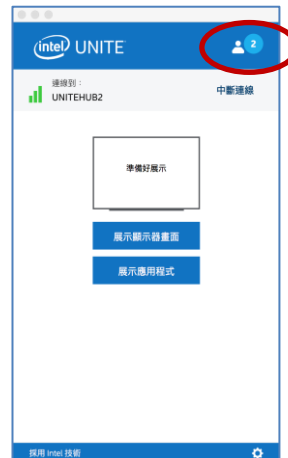 intel UNITE
2
連線到：
UNITEHUB2
中斷連線
準備好展示
展示顯示器畫面
展示應用程式
採用 Intel 技術